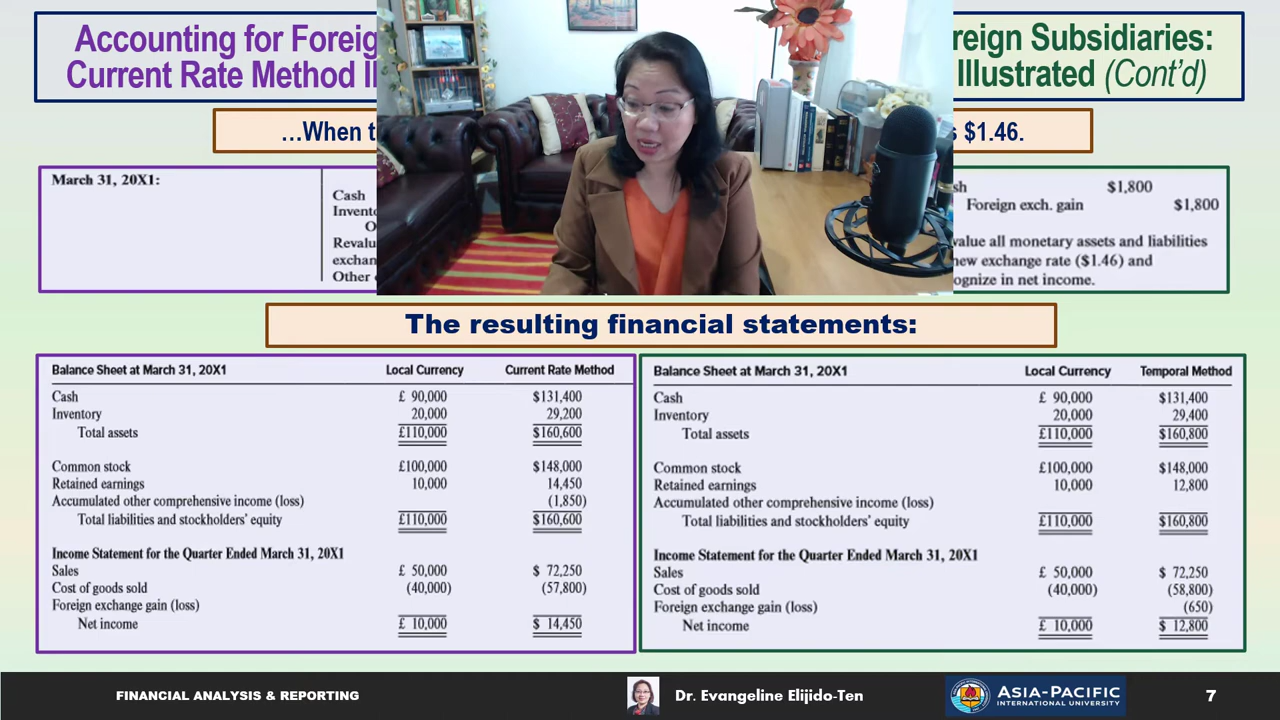 Accounting for Foreig
Current Rate Method Il
reign Subsidiaries:
Illustrated (Cont'd)
…When t
$1.46.
March 31, 20X1:
Cash
Other
$1,800
Foreign exch. gain $1,800
value all monetary assets and liabilities
new exchange rate ($1.46) and
ognize in net income.
The resulting financial statements:
Balance Sheet at March 31, 20X1 Local Currency Current Rate Method
Cash £ 90,000 $131,400
Inventory 20,000 29,200
Total assets £110,000 $160,600
Common stock £100,000 $148,000
Retained earnings 10,000 14,450
Accumulated other comprehensive income (loss) (1,850)
Total liabilities and stockholders' equity £110,000 $160,600
Income Statement for the Quarter Ended March 31, 20X1
Sales £ 50,000 $ 72,250
Cost of goods sold (40,000) (57,800)
Foreign exchange gain (loss)
Net income £ 10,000 $ 14,450
Balance Sheet at March 31, 20X1 Local Currency Temporal Method
Cash £ 90,000 $131,400
Inventory 20,000 29,400
Total assets £110,000 $160,800
Common stock £100,000 $148,000
Retained earnings 10,000 12,800
Accumulated other comprehensive income (loss)
Total liabilities and stockholders' equity £110,000 $160,800
Income Statement for the Quarter Ended March 31, 20X1
Sales £ 50,000 $ 72,250
Cost of goods sold (40,000) (58,800)
Foreign exchange gain (loss) (650)
Net income £ 10,000 $ 12,800
FINANCIAL ANALYSIS & REPORTING
Dr. Evangeline Elijido-Ten
ASIA-PACIFIC
INTERNATIONAL UNIVERSITY
7